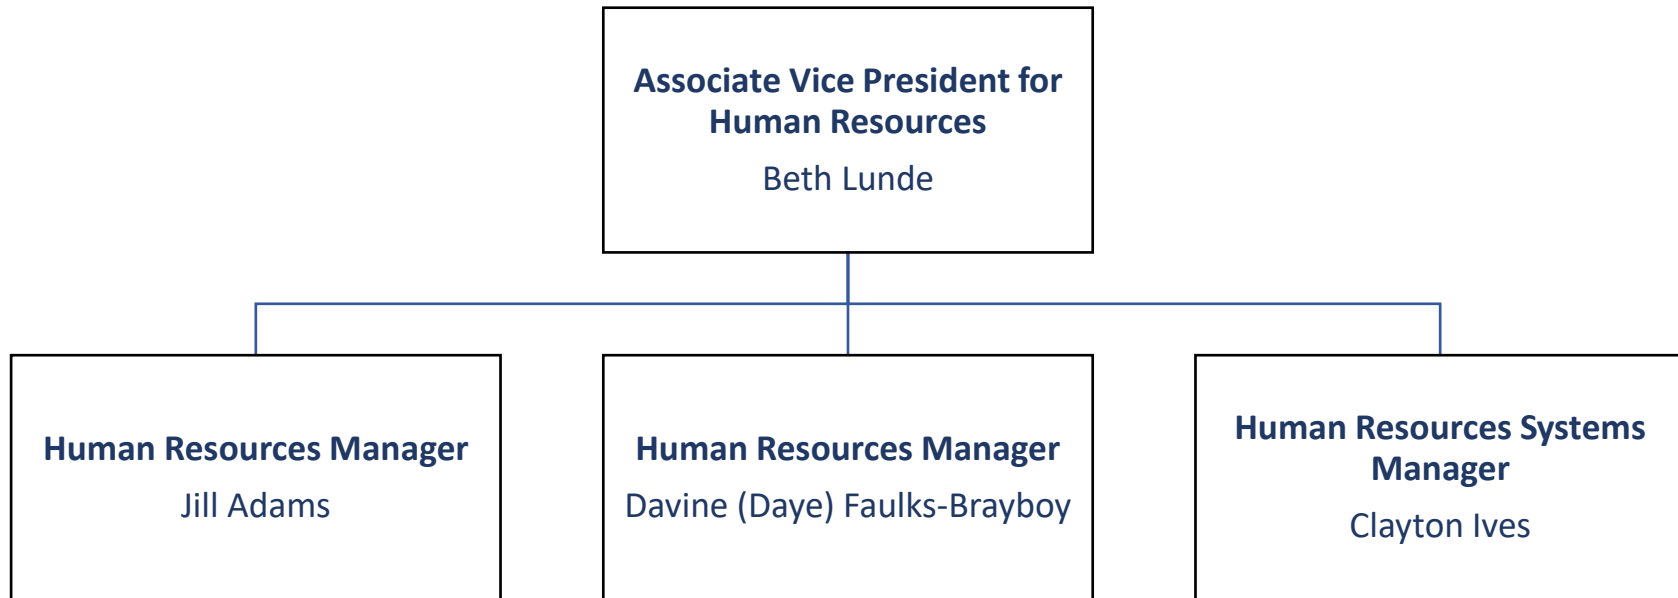 Associate Vice President for
Human Resources
Beth Lunde
Human Resources Manager
Jill Adams
Human Resources Manager
Davine (Daye) Faulks-Brayboy
Human Resources Systems
Manager
Clayton Ives